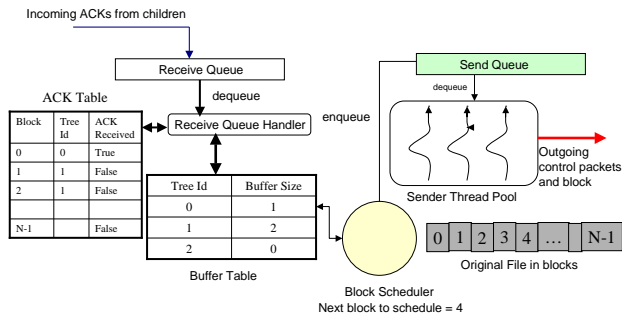 Incoming ACKs from children
Receive Queue
dequeue
ACK Table
Block Tree Id ACK Received
0 0 True
1 1 False
2 1 False
N-1 False
Receive Queue Handler
Tree Id Buffer Size
0 1
1 2
2 0
Buffer Table
enqueue
Send Queue
dequeue
Sender Thread Pool
Outgoing
control packets
and block
0 1 2 3 4 ... N-1
Original File in blocks
Block Scheduler
Next block to schedule = 4